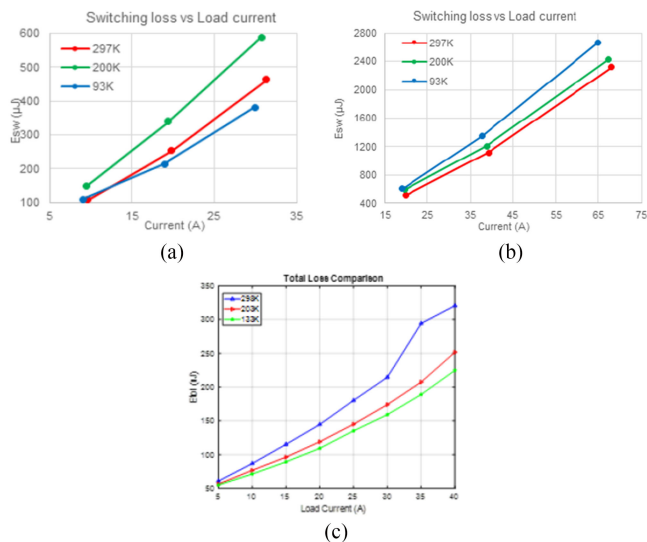 Switching loss vs Load current
600
500
400
300
200
100
297K
200K
93K
Esw (µJ)
5 15 25 35
Current (A)
(a)
Switching loss vs Load current
2800
2400
2000
1600
1200
800
400
297K
200K
93K
Esw (µJ)
15 25 35 45 55 65 75
Current (A)
(b)
Total Loss Comparison
350
300
250
200
150
100
50
298K
203K
133K
Etot (µJ)
5 10 15 20 25 30 35 40
Load Current (A)
(c)